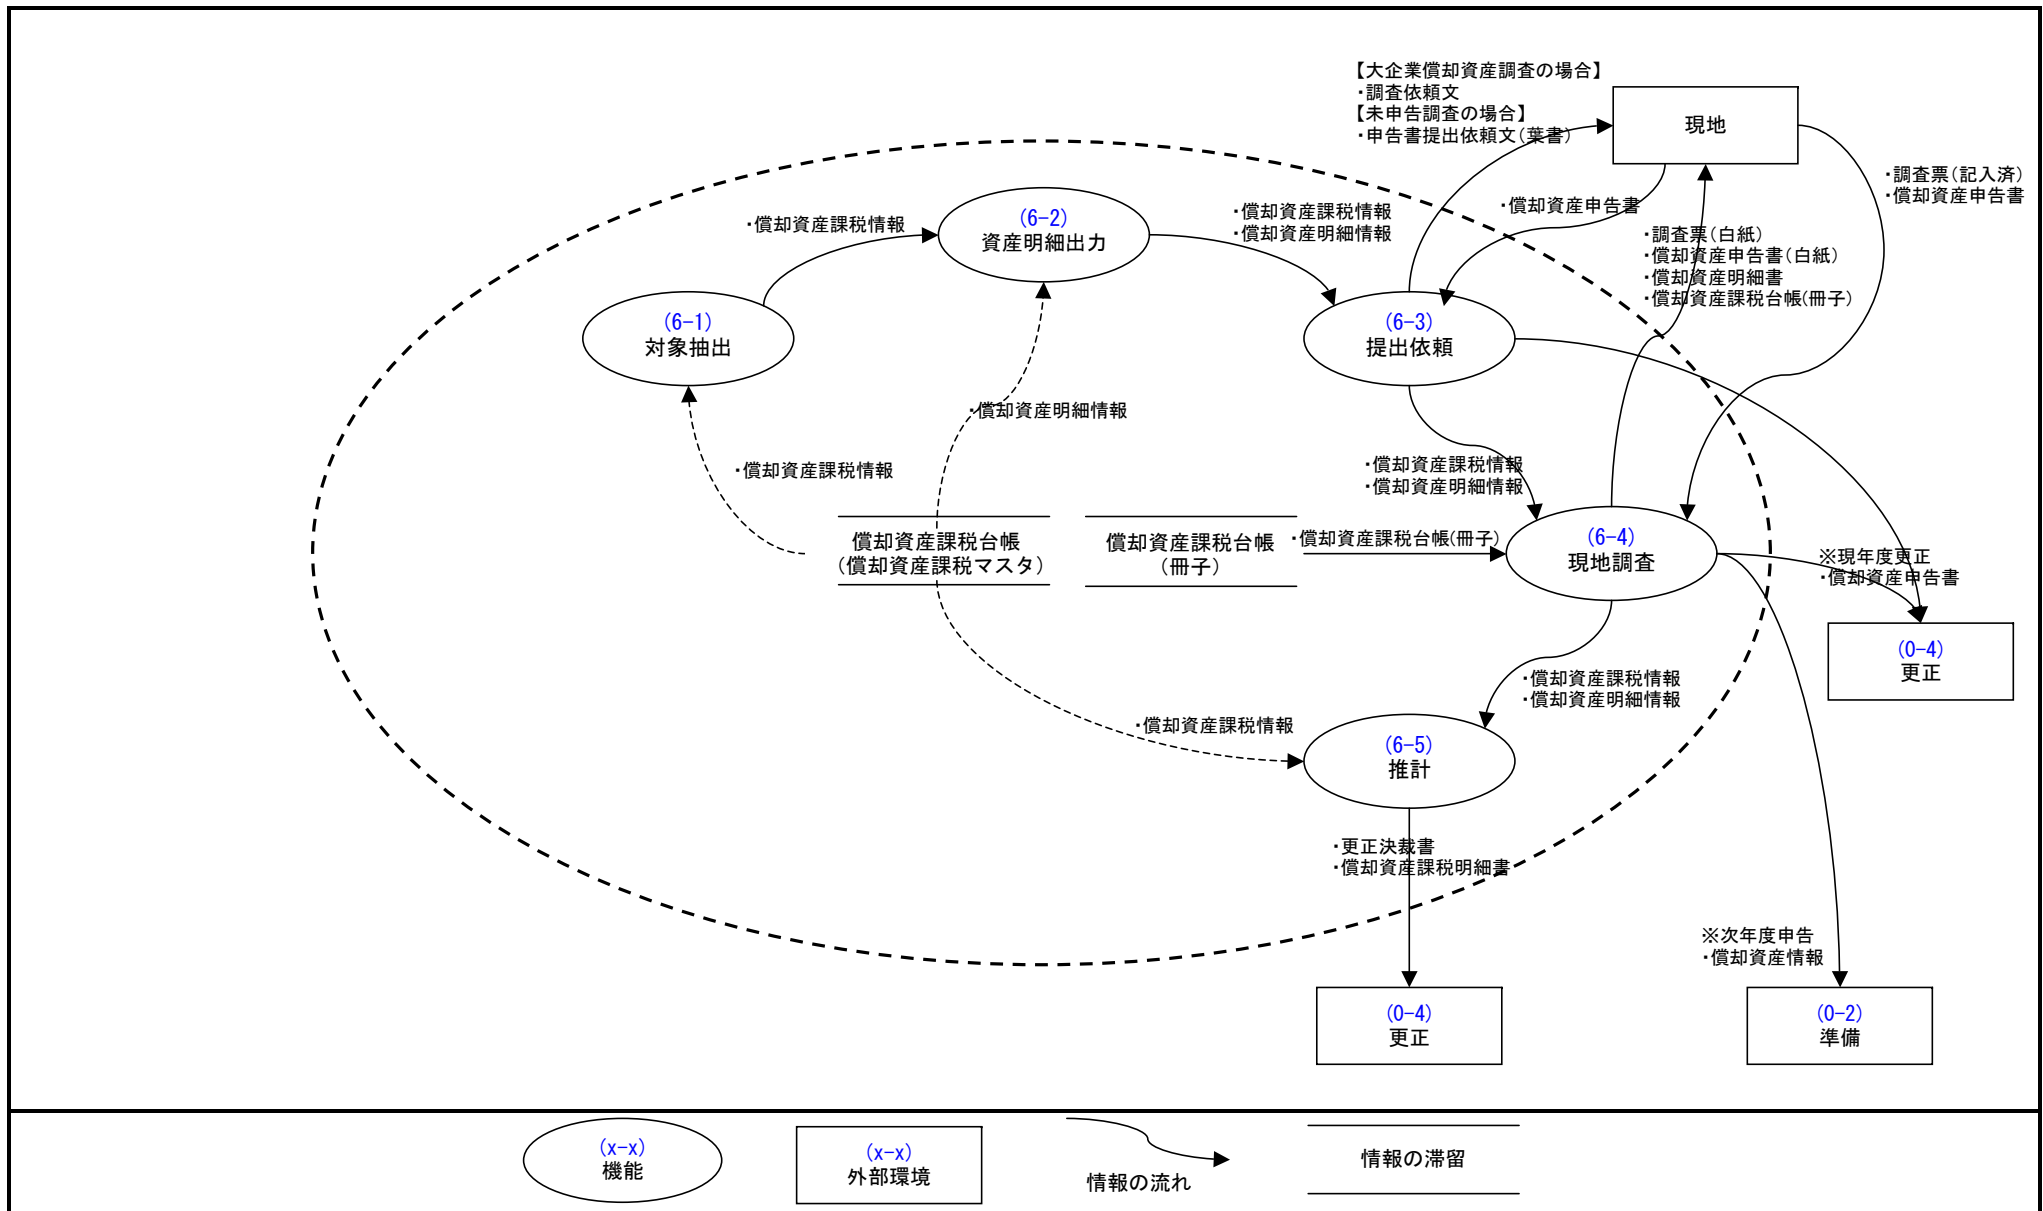 【大企業償却資産調査の場合】
・調査依頼文
【未申告調査の場合】
・申告書提出依頼文(葉書)
現地
・調査票(記入済)
・償却資産申告書
・償却資産申告書
・償却資産課税情報
(6-2)
資産明細出力
・償却資産課税情報
・償却資産明細情報
・調査票(白紙)
・償却資産申告書(白紙)
・償却資産明細書
・償却資産課税台帳(冊子)
(6-1)
対象抽出
(6-3)
提出依頼
・償却資産明細情報
・償却資産課税情報
・償却資産課税情報
・償却資産明細情報
償却資産課税台帳
(償却資産課税マスタ)
償却資産課税台帳
(冊子)
・償却資産課税台帳(冊子)
(6-4)
現地調査
※現年度更正
・償却資産申告書
(0-4)
更正
・償却資産課税情報
・償却資産明細情報
・償却資産課税情報
(6-5)
推計
・更正決裁書
・償却資産課税明細書
※次年度申告
・償却資産情報
(0-4)
更正
(0-2)
準備
(x-x)
機能
(x-x)
外部環境
情報の流れ
情報の滞留